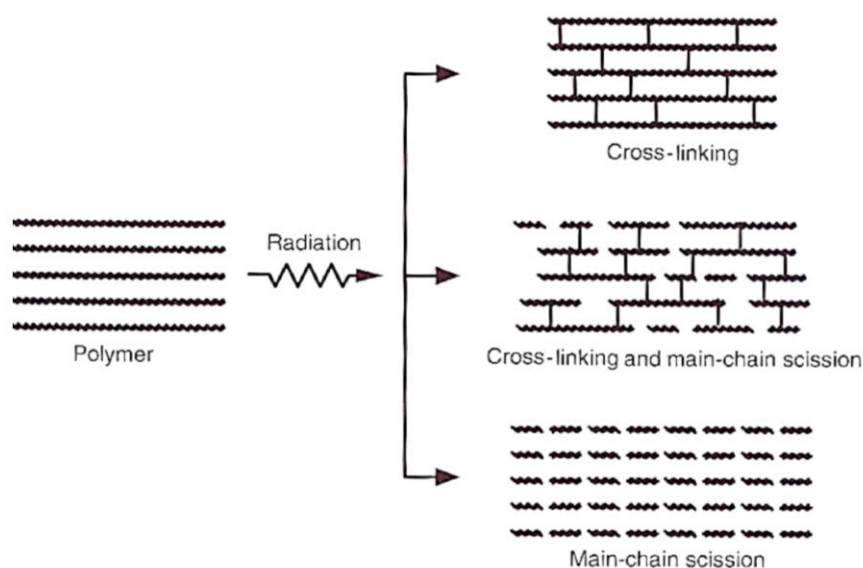 Cross-linking
Radiation
Polymer
Cross-linking and main-chain scission
Main-chain scission